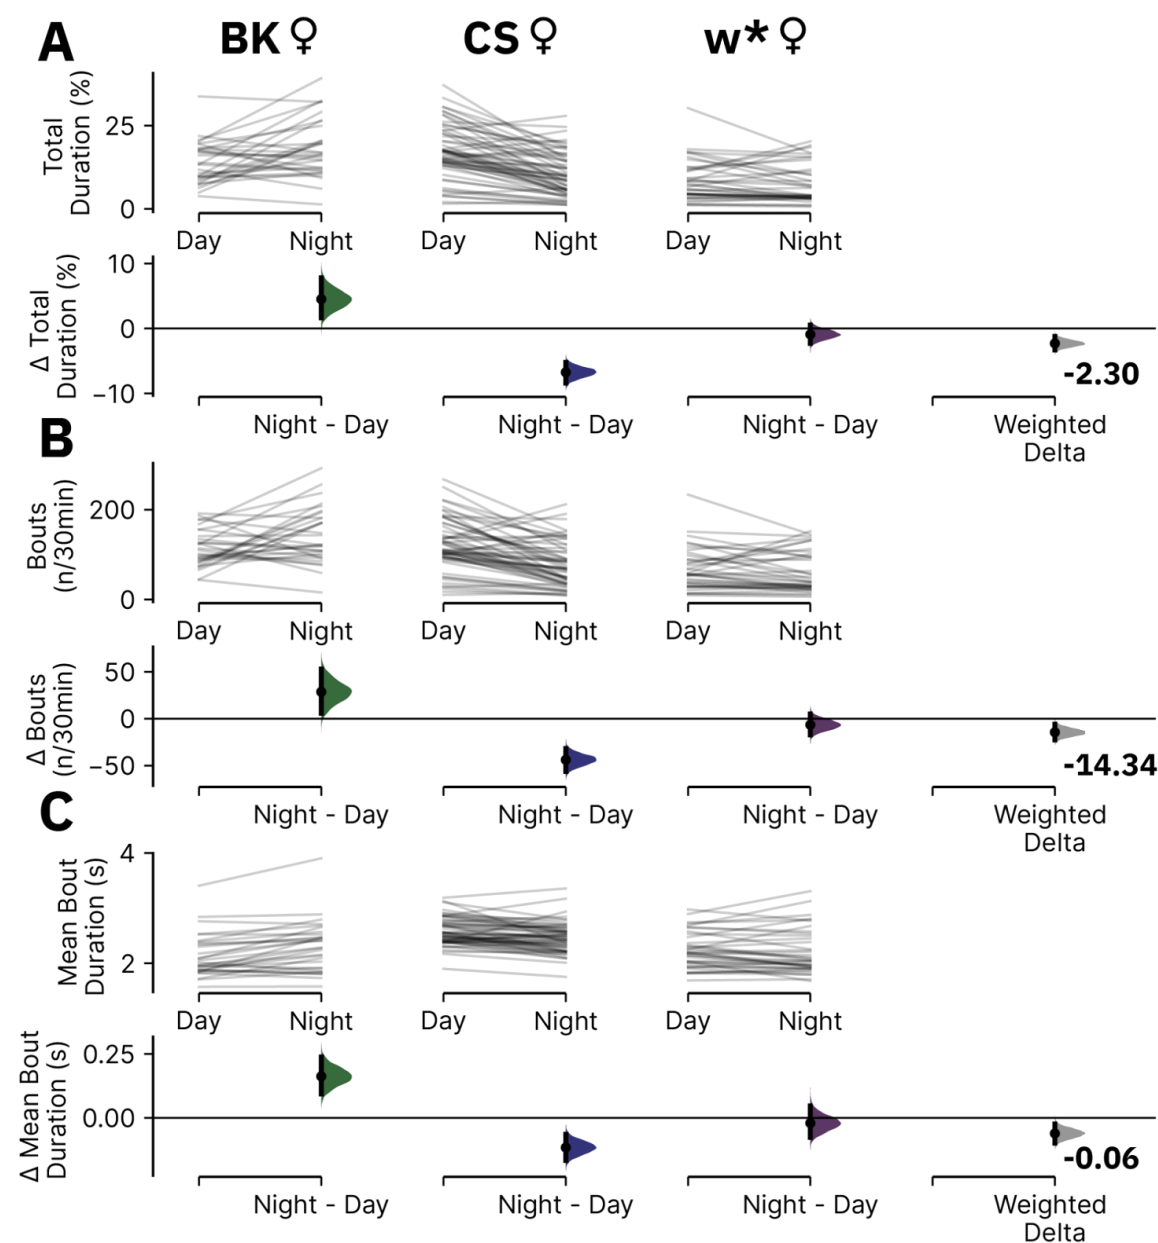 A BK♀ CS♀ w*♀
Total
Duration (%)
25
0
Day Night Day Night Day Night
Δ Total
Duration (%)
10
0
−10
-2.30
Night - Day Night - Day Night - Day Weighted
Delta
B
Bouts
(n/30min)
200
0
Day Night Day Night Day Night
Δ Bouts
(n/30min)
50
0
−50
-14.34
Night - Day Night - Day Night - Day Weighted
Delta
C
Mean Bout
Duration (s)
4
2
Day Night Day Night Day Night
Δ Mean Bout
Duration (s)
0.25
0.00
-0.06
Night - Day Night - Day Night - Day Weighted
Delta